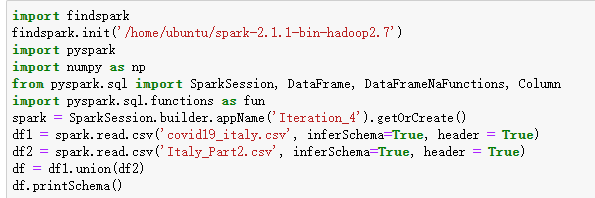 import findspark
findspark.init('/home/ubuntu/spark-2.1.1-bin-hadoop2.7')
import pyspark
import numpy as np
from pyspark.sql import SparkSession, DataFrame, DataFrameNaFunctions, Column
import pyspark.sql.functions as fun
spark = SparkSession.builder.appName('Iteration_4').getOrCreate()
df1 = spark.read.csv('covid19_italy.csv', inferSchema=True, header = True)
df2 = spark.read.csv('Italy_Part2.csv', inferSchema=True, header = True)
df = df1.union(df2)
df.printSchema()